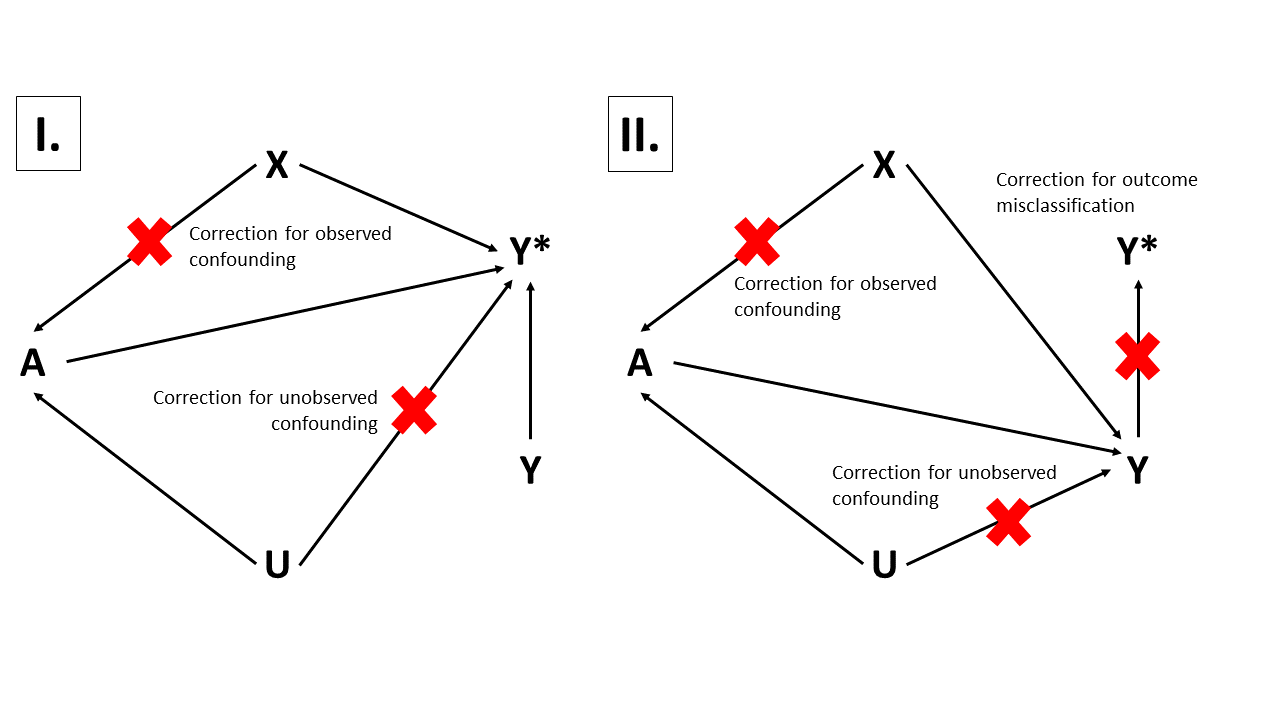 I.
X
Correction for observed
confounding
Y*
A
Correction for unobserved
confounding
Y
U
II.
X
Correction for outcome
misclassification
Y*
Correction for observed
confounding
A
Correction for unobserved
confounding
Y
U